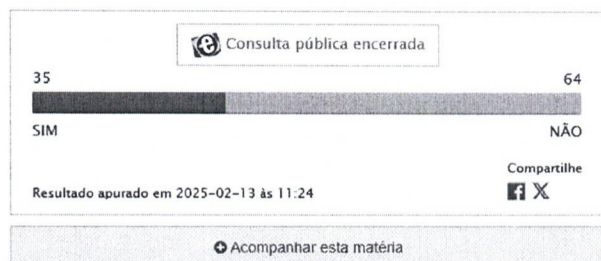 Consulta pública encerrada
35 64
SIM NÃO
Compartilhe
Resultado apurado em 2025-02-13 às 11:24
Acompanhar esta matéria